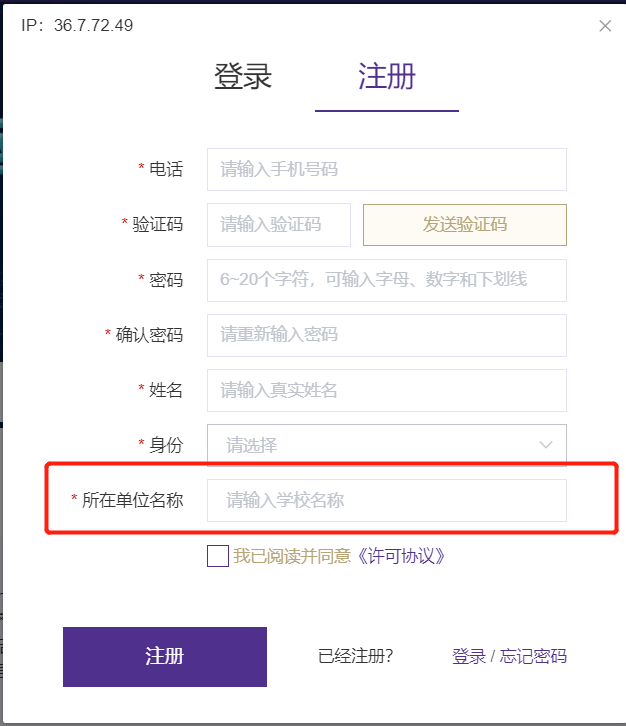 IP：36.7.72.49
登录 注册
* 电话 请输入手机号码
* 验证码 请输入验证码 发送验证码
* 密码 6~20个字符，可输入字母、数字和下划线
* 确认密码 请重新输入密码
* 姓名 请输入真实姓名
* 身份 请选择
* 所在单位名称 请输入学校名称
我已阅读并同意《许可协议》
注册 已经注册？ 登录 / 忘记密码